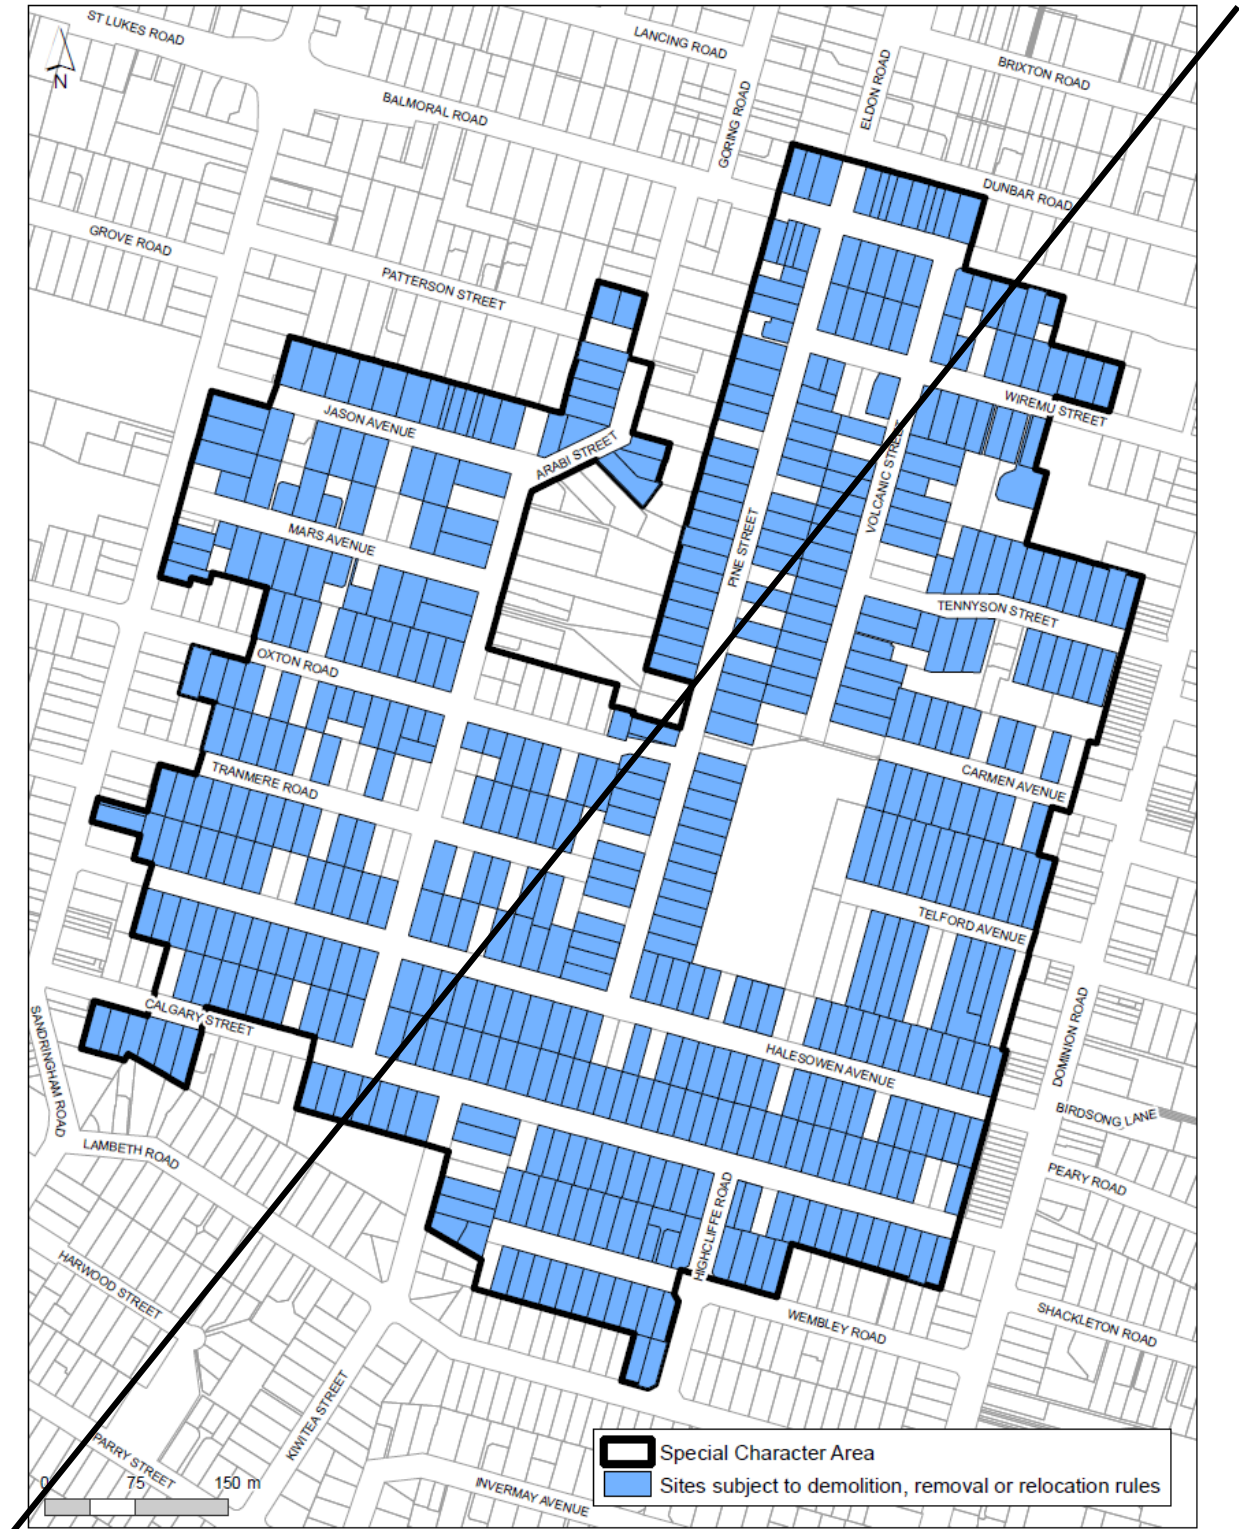 ST LUKES ROAD
LANCING ROAD
BRIXTON ROAD
ELDON ROAD
N
BALMORAL ROAD
GORING ROAD
DUNBAR ROAD
GROVE ROAD
PATTERSON STREET
WIREMU STREET
JASON AVENUE
ARABI STREET
VOLCANIC STREET
MARS AVENUE
PINE STREET
TENNYSON STREET
OXTON ROAD
TRANMERE ROAD
CARMEN AVENUE
TELFORD AVENUE
CALGARY STREET
SANDRINGHAM ROAD
DOMINION ROAD
HALESOWEN AVENUE
BIRDSONG LANE
LAMBETH ROAD
PEARY ROAD
HIGHCLIFFE ROAD
HARWOOD STREET
WEMBLEY ROAD
SHACKLETON ROAD
KIWITEA STREET
PARRY STREET
INVERMAY AVENUE
0 75 150 m
Special Character Area
Sites subject to demolition, removal or relocation rules